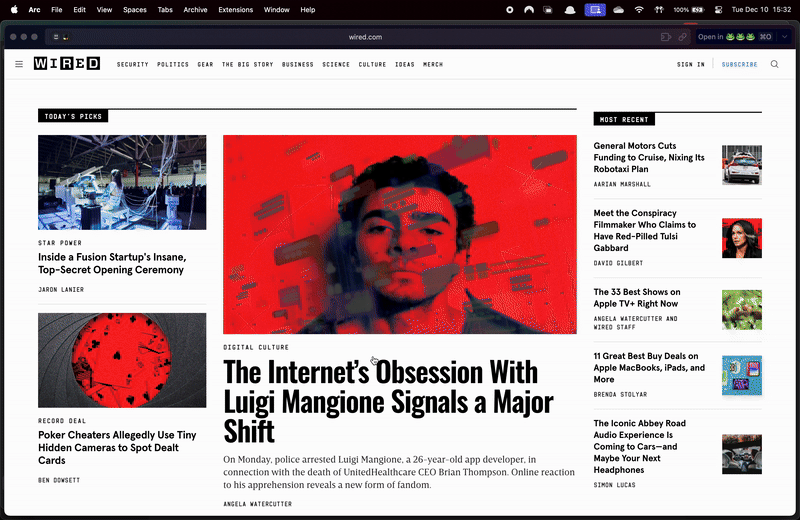 Arc File Edit View Spaces Tabs Archive Extensions Window Help 100% Tue Dec 10 15:32
wired.com Open in ⌘O
WIRED SECURITY POLITICS GEAR THE BIG STORY BUSINESS SCIENCE CULTURE IDEAS MERCH SIGN IN SUBSCRIBE
TODAY'S PICKS
STAR POWER
Inside a Fusion Startup's Insane,
Top-Secret Opening Ceremony
JARON LANIER
RECORD DEAL
Poker Cheaters Allegedly Use Tiny
Hidden Cameras to Spot Dealt
Cards
BEN DOWSETT
DIGITAL CULTURE
The Internet's Obsession With
Luigi Mangione Signals a Major
Shift
On Monday, police arrested Luigi Mangione, a 26-year-old app developer, in
connection with the death of UnitedHealthcare CEO Brian Thompson. Online reaction
to his apprehension reveals a new form of fandom.
ANGELA WATERCUTTER
MOST RECENT
General Motors Cuts
Funding to Cruise, Nixing Its
Robotaxi Plan
AARIAN MARSHALL
Meet the Conspiracy
Filmmaker Who Claims to
Have Red-Pilled Tulsi
Gabbard
DAVID GILBERT
The 33 Best Shows on
Apple TV+ Right Now
ANGELA WATERCUTTER AND
WIRED STAFF
11 Great Best Buy Deals on
Apple MacBooks, iPads, and
More
BRENDA STOLYAR
The Iconic Abbey Road
Audio Experience Is
Coming to Cars—and
Maybe Your Next
Headphones
SIMON LUCAS